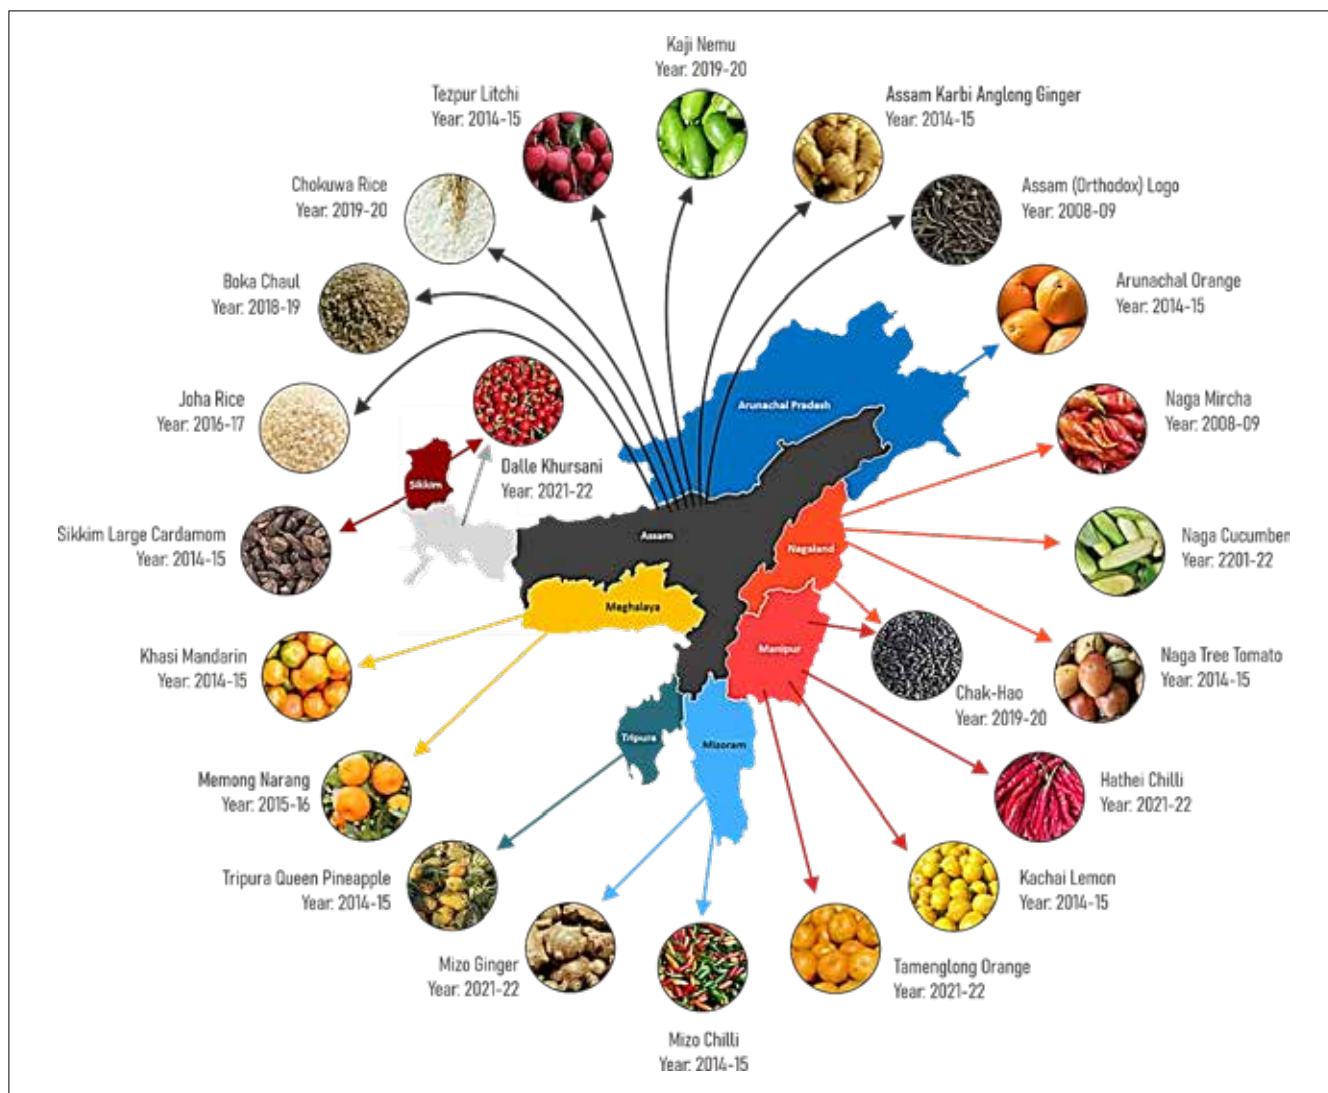 Kaji Nemu
Year: 2019-20
Tezpur Litchi
Year: 2014-15
Assam Karbi Anglong Ginger
Year: 2014-15
Chokuwa Rice
Year: 2019-20
Assam (Orthodox) Logo
Year: 2008-09
Boka Chaul
Year: 2018-19
Arunachal Orange
Year: 2014-15
Joha Rice
Year: 2016-17
Arunachal Pradesh
Naga Mircha
Year: 2008-09
Dalle Khursani
Year: 2021-22
Sikkim
Sikkim Large Cardamom
Year: 2014-15
Assam
Nagaland
Naga Cucumber
Year: 2201-22
Meghalaya
Khasi Mandarin
Year: 2014-15
Manipur
Naga Tree Tomato
Year: 2014-15
Chak-Hao
Year: 2019-20
Tripura
Mizoram
Memong Narang
Year: 2015-16
Hathei Chilli
Year: 2021-22
Tripura Queen Pineapple
Year: 2014-15
Kachai Lemon
Year: 2014-15
Mizo Ginger
Year: 2021-22
Tamenglong Orange
Year: 2021-22
Mizo Chilli
Year: 2014-15